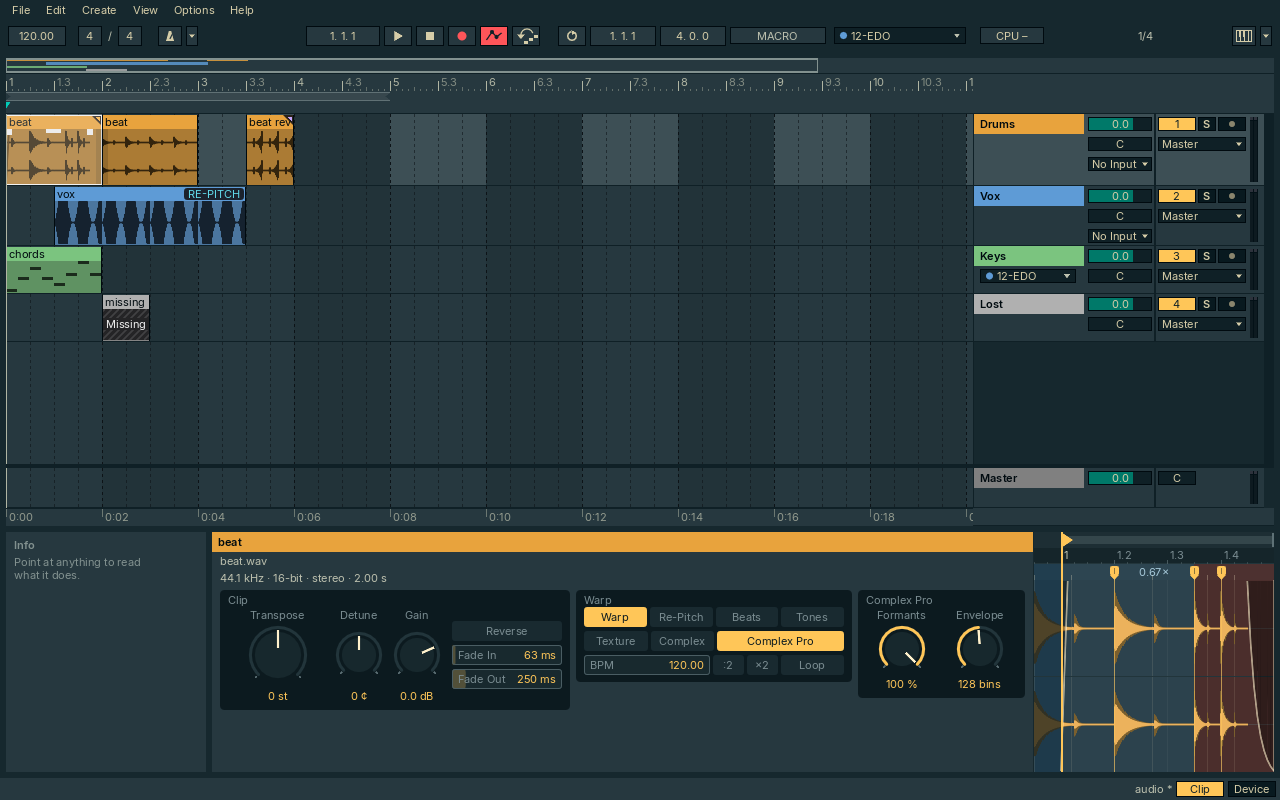 File Edit Create View Options Help
120.00 4 / 4 1. 1. 1 1. 1. 1 4. 0. 0 MACRO 12-EDO CPU – 1/4
1 1.3 2 2.3 3 3.3 4 4.3 5 5.3 6 6.3 7 7.3 8 8.3 9 9.3 10 10.3 1
beat beat beat rev Drums 0.0 1 S
C Master
No Input
vox RE-PITCH Vox 0.0 2 S
C Master
No Input
chords Keys 0.0 3 S
12-EDO C Master
missing Lost 0.0 4 S
Missing C Master
Master 0.0 C
0:00 0:02 0:04 0:06 0:08 0:10 0:12 0:14 0:16 0:18
Info beat
Point at anything to read
what it does.
beat.wav
44.1 kHz · 16-bit · stereo · 2.00 s
1 1.2 1.3 1.4
0.67×
Clip Warp Complex Pro
Transpose Detune Gain Warp Re-Pitch Beats Tones Formants Envelope
Reverse Texture Complex Complex Pro
Fade In 63 ms BPM 120.00 :2 ×2 Loop
Fade Out 250 ms
0 st 0 ¢ 0.0 dB 100 % 128 bins
audio * Clip Device